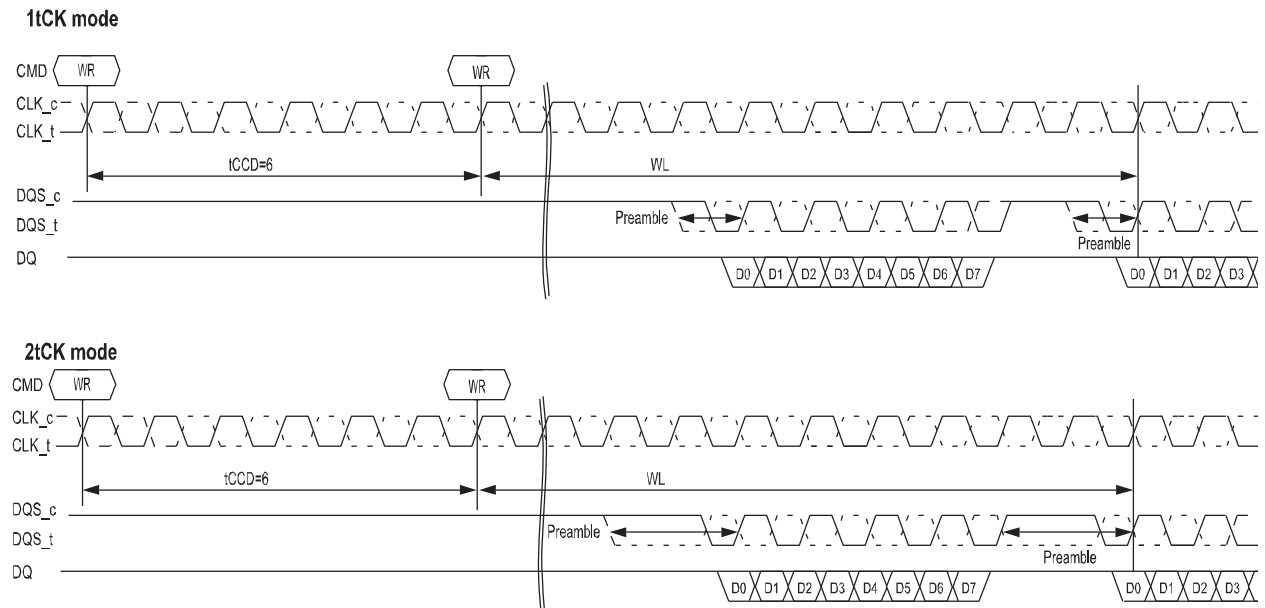 1tCK mode
CMD WR WR
CLK_c
CLK_t
tCCD=6 WL
DQS_c
Preamble
DQS_t
Preamble
DQ
D0 D1 D2 D3 D4 D5 D6 D7 D0 D1 D2 D3
2tCK mode
CMD WR WR
CLK_c
CLK_t
tCCD=6 WL
DQS_c
Preamble
DQS_t
Preamble
DQ
D0 D1 D2 D3 D4 D5 D6 D7 D0 D1 D2 D3